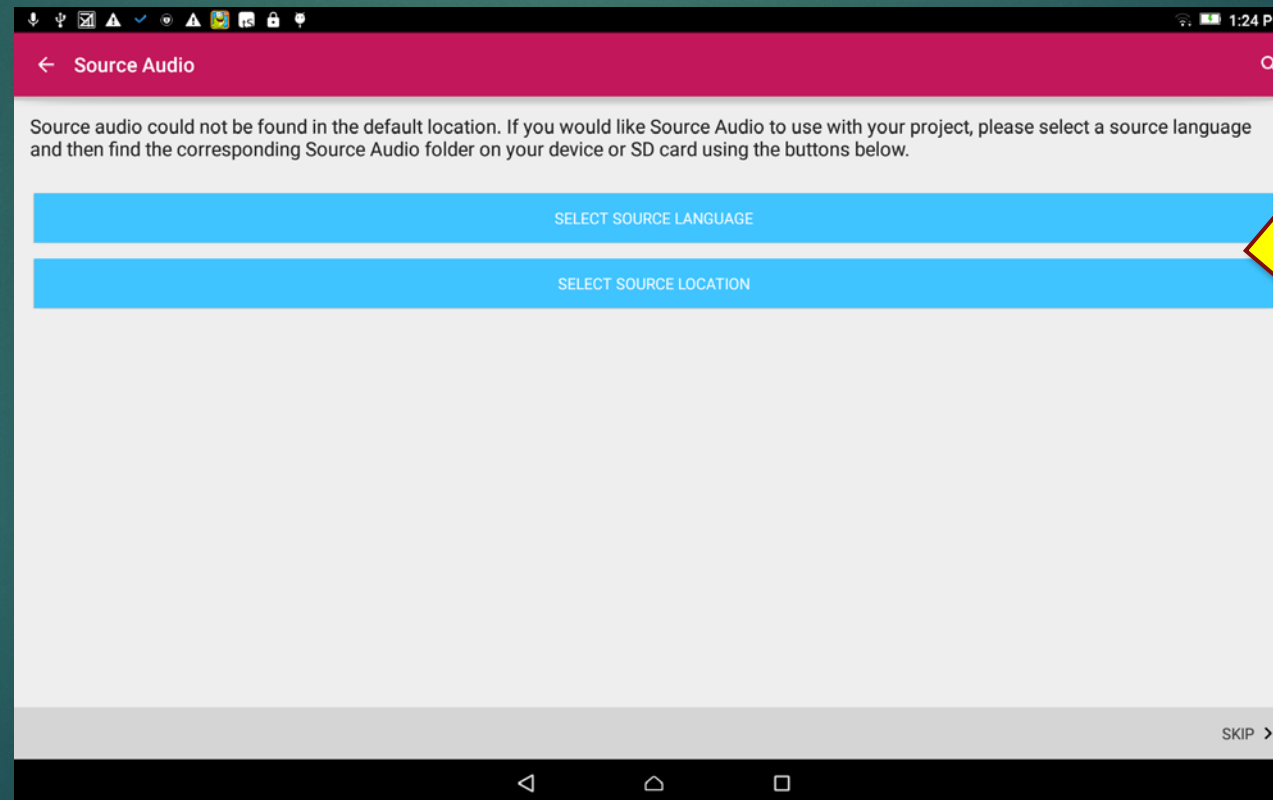 1:24 P
Source Audio
Source audio could not be found in the default location. If you would like Source Audio to use with your project, please select a source language
and then find the corresponding Source Audio folder on your device or SD card using the buttons below.
SELECT SOURCE LANGUAGE
SELECT SOURCE LOCATION
SKIP